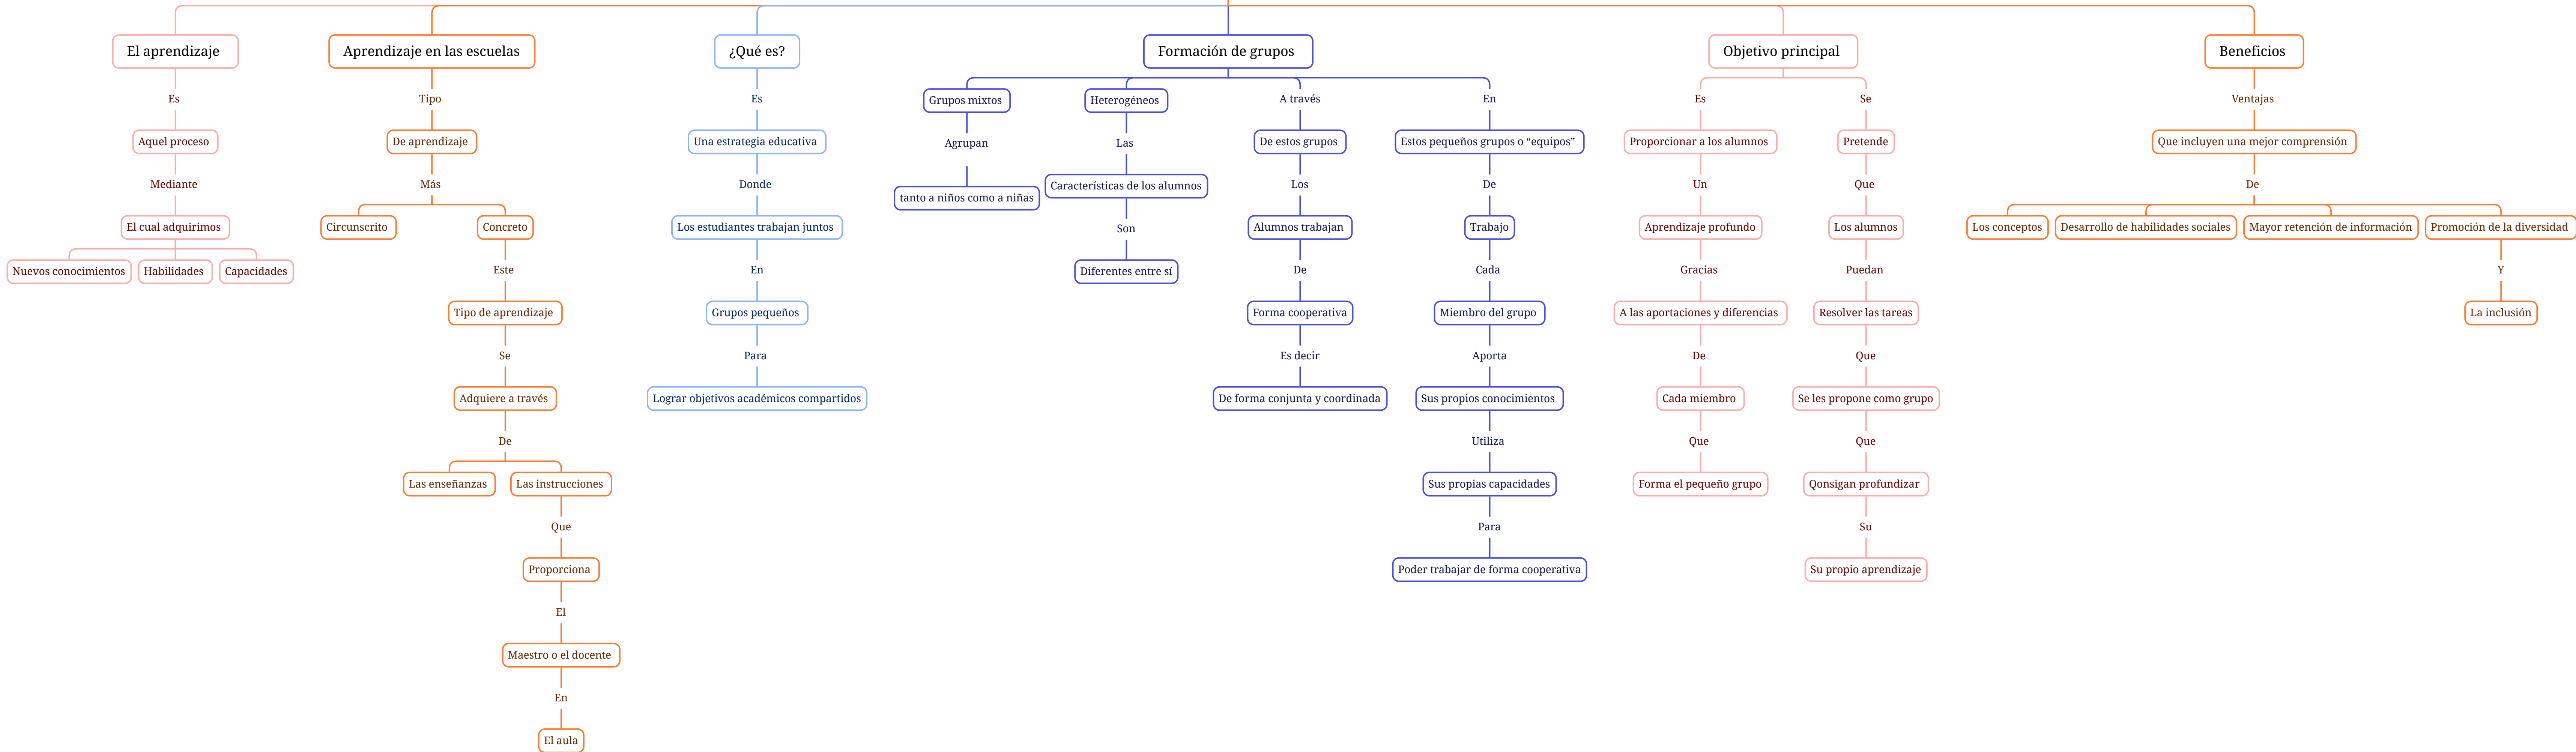 El aprendizaje
Es
Aquel proceso
Mediante
El cual adquirimos
Nuevos conocimientos
Habilidades
Capacidades
Aprendizaje en las escuelas
Tipo
De aprendizaje
Más
Circunscrito
Concreto
Este
Tipo de aprendizaje
Se
Adquiere a través
De
Las enseñanzas
Las instrucciones
Que
Proporciona
El
Maestro o el docente
En
El aula
¿Qué es?
Es
Una estrategia educativa
Donde
Los estudiantes trabajan juntos
En
Grupos pequeños
Para
Lograr objetivos académicos compartidos
Formación de grupos
Grupos mixtos
Agrupan
tanto a niños como a niñas
Heterogéneos
Las
Características de los alumnos
Son
Diferentes entre sí
A través
De estos grupos
Los
Alumnos trabajan
De
Forma cooperativa
Es decir
De forma conjunta y coordinada
En
Estos pequeños grupos o “equipos”
De
Trabajo
Cada
Miembro del grupo
Aporta
Sus propios conocimientos
Utiliza
Sus propias capacidades
Para
Poder trabajar de forma cooperativa
Objetivo principal
Es
Proporcionar a los alumnos
Un
Aprendizaje profundo
Gracias
A las aportaciones y diferencias
De
Cada miembro
Que
Forma el pequeño grupo
Se
Pretende
Que
Los alumnos
Puedan
Resolver las tareas
Que
Se les propone como grupo
Que
Qonsigan profundizar
Su
Su propio aprendizaje
Beneficios
Ventajas
Que incluyen una mejor comprensión
De
Los conceptos
Desarrollo de habilidades sociales
Mayor retención de información
Promoción de la diversidad
Y
La inclusión